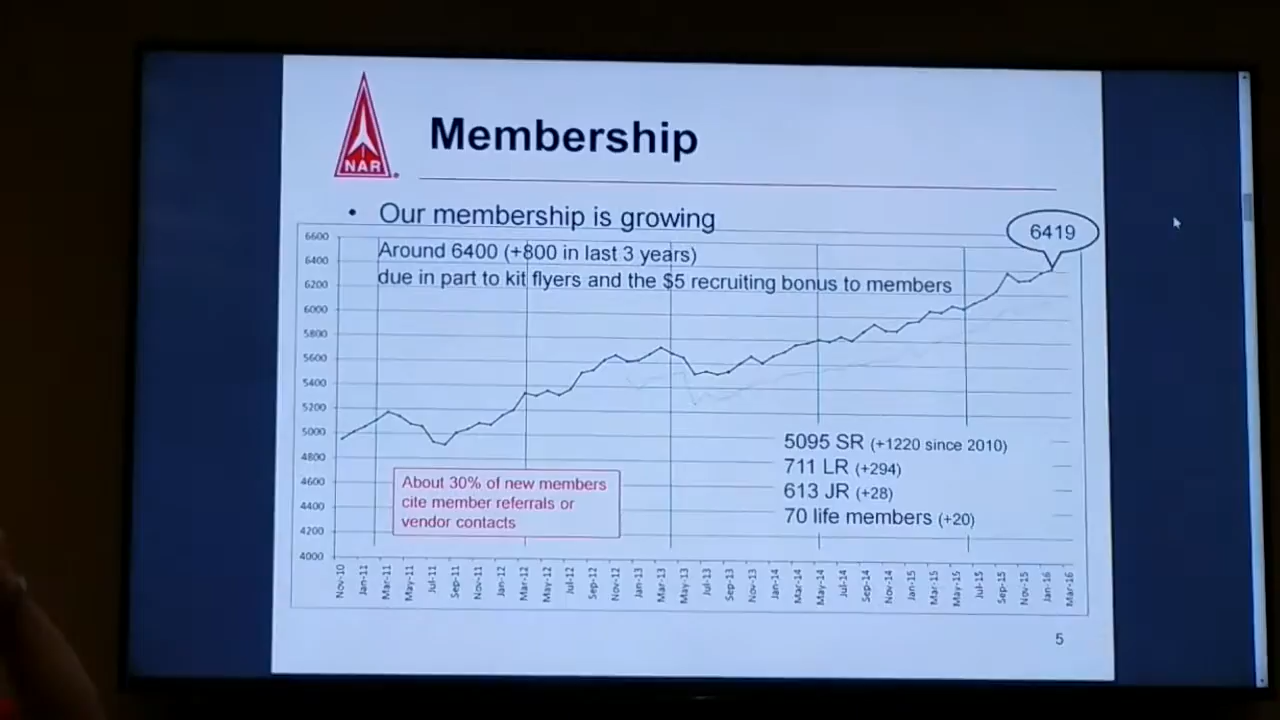 NAR
Membership
• Our membership is growing
Around 6400 (+800 in last 3 years)
due in part to kit flyers and the $5 recruiting bonus to members
6419
6600
6400
6200
6000
5800
5600
5400
5200
5000
4800
4600
4400
4200
4000
5095 SR (+1220 since 2010)
711 LR (+294)
613 JR (+28)
70 life members (+20)
About 30% of new members
cite member referrals or
vendor contacts
Nov-10 Jan-11 Mar-11 May-11 Jul-11 Sep-11 Nov-11 Jan-12 Mar-12 May-12 Jul-12 Sep-12 Nov-12 Jan-13 Mar-13 May-13 Jul-13 Sep-13 Nov-13 Jan-14 Mar-14 May-14 Jul-14 Sep-14 Nov-14 Jan-15 Mar-15 May-15 Jul-15 Sep-15 Nov-15 Jan-16 Mar-16
5